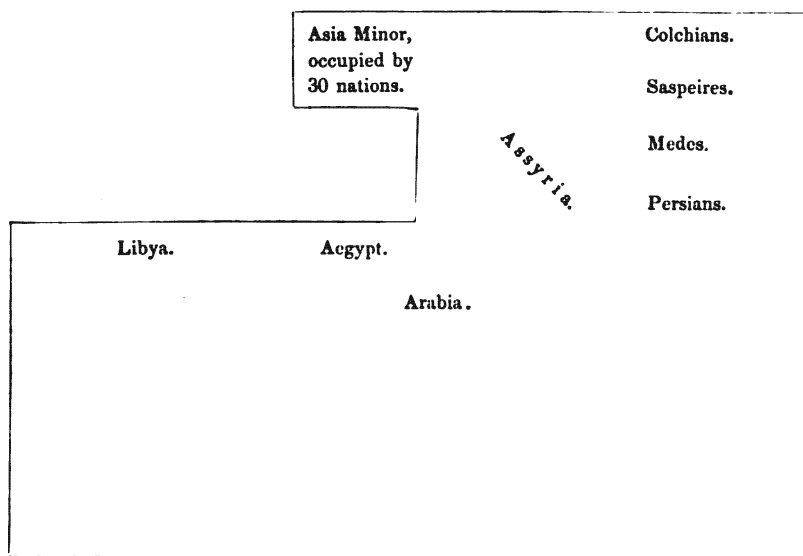 Asia Minor,
occupied by
30 nations.
Colchians.
Saspeires.
Assyria.
Medes.
Persians.
Libya.
Aegypt.
Arabia.